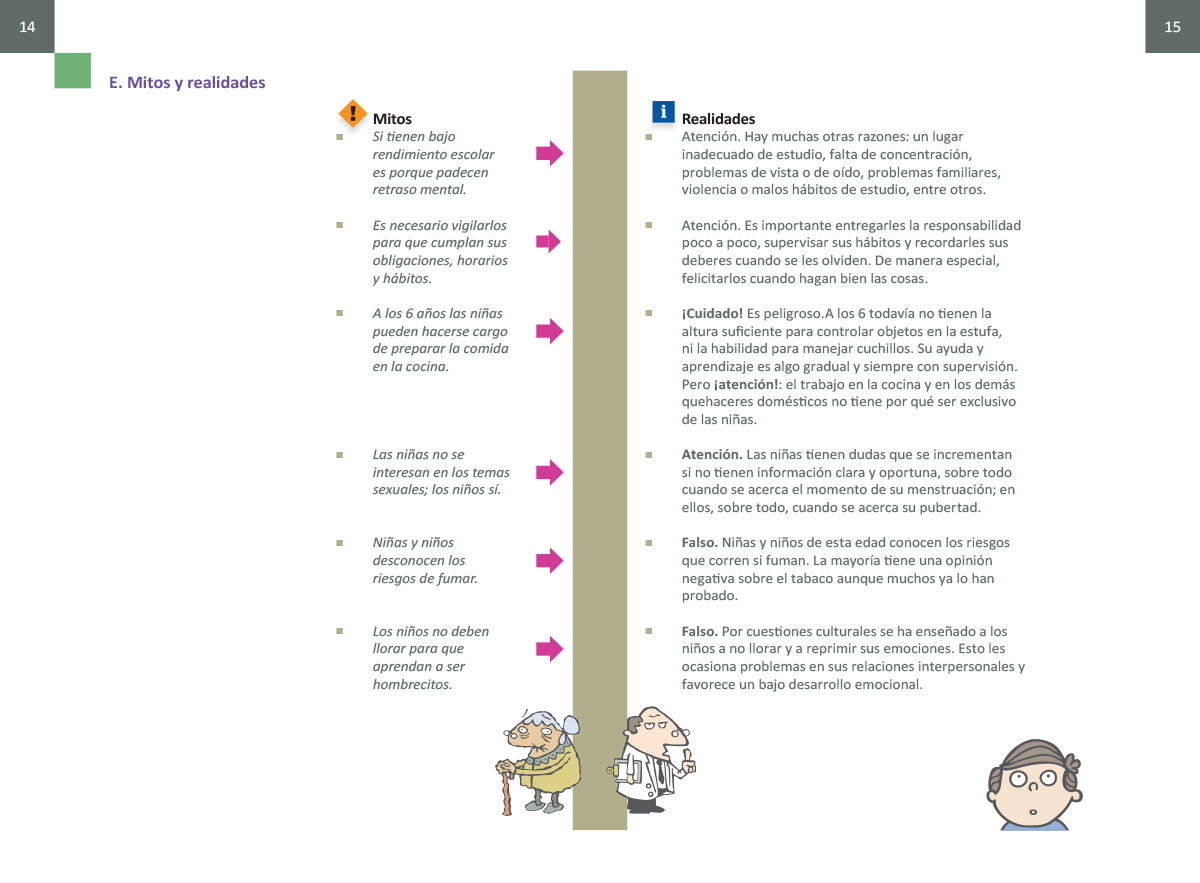 14
15
E. Mitos y realidades
!
Mitos
Si tienen bajo
rendimiento escolar
es porque padecen
retraso mental.
Es necesario vigilarlos
para que cumplan sus
obligaciones, horarios
y hábitos.
A los 6 años las niñas
pueden hacerse cargo
de preparar la comida
en la cocina.
Las niñas no se
interesan en los temas
sexuales; los niños sí.
Niñas y niños
desconocen los
riesgos de fumar.
Los niños no deben
llorar para que
aprendan a ser
hombrecitos.
i
Realidades
Atención. Hay muchas otras razones: un lugar
inadecuado de estudio, falta de concentración,
problemas de vista o de oído, problemas familiares,
violencia o malos hábitos de estudio, entre otros.
Atención. Es importante entregarles la responsabilidad
poco a poco, supervisar sus hábitos y recordarles sus
deberes cuando se les olviden. De manera especial,
felicitarlos cuando hagan bien las cosas.
¡Cuidado! Es peligroso.A los 6 todavía no tienen la
altura suficiente para controlar objetos en la estufa,
ni la habilidad para manejar cuchillos. Su ayuda y
aprendizaje es algo gradual y siempre con supervisión.
Pero ¡atención!: el trabajo en la cocina y en los demás
quehaceres domésticos no tiene por qué ser exclusivo
de las niñas.
Atención. Las niñas tienen dudas que se incrementan
si no tienen información clara y oportuna, sobre todo
cuando se acerca el momento de su menstruación; en
ellos, sobre todo, cuando se acerca su pubertad.
Falso. Niñas y niños de esta edad conocen los riesgos
que corren si fuman. La mayoría tiene una opinión
negativa sobre el tabaco aunque muchos ya lo han
probado.
Falso. Por cuestiones culturales se ha enseñado a los
niños a no llorar y a reprimir sus emociones. Esto les
ocasiona problemas en sus relaciones interpersonales y
favorece un bajo desarrollo emocional.